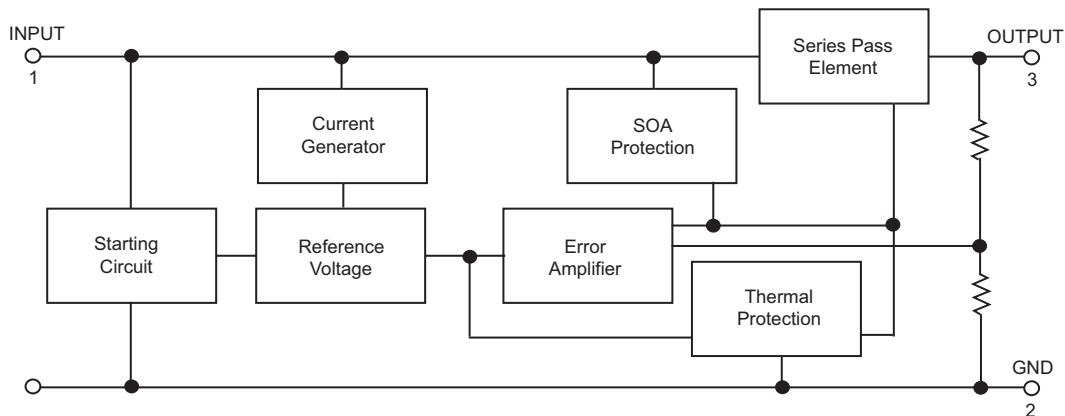 INPUT
1
Series Pass
Element
OUTPUT
3
Current
Generator
SOA
Protection
Starting
Circuit
Reference
Voltage
Error
Amplifier
Thermal
Protection
GND
2